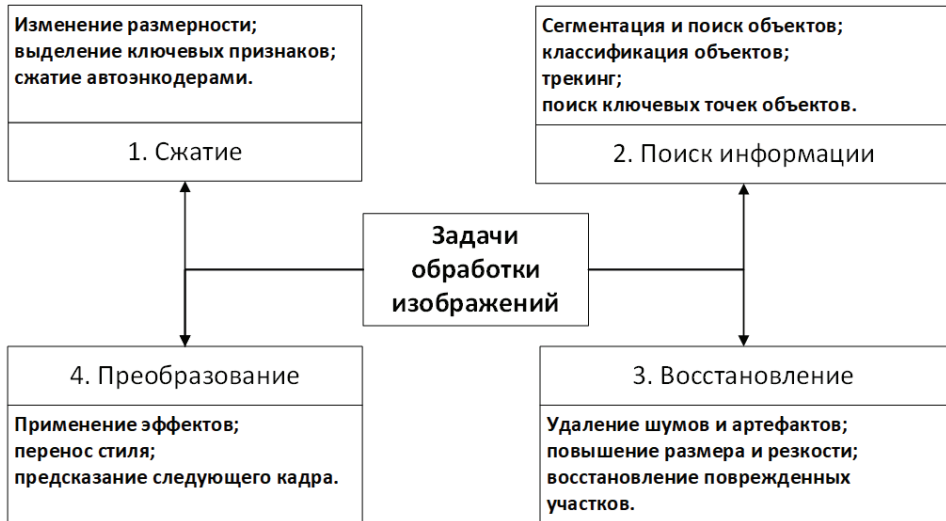 Изменение размерности;
выделение ключевых признаков;
сжатие автоэнкодерами.
1. Сжатие
Сегментация и поиск объектов;
классификация объектов;
трекинг;
поиск ключевых точек объектов.
2. Поиск информации
Задачи
обработки
изображений
4. Преобразование
Применение эффектов;
перенос стиля;
предсказание следующего кадра.
3. Восстановление
Удаление шумов и артефактов;
повышение размера и резкости;
восстановление поврежденных
участков.